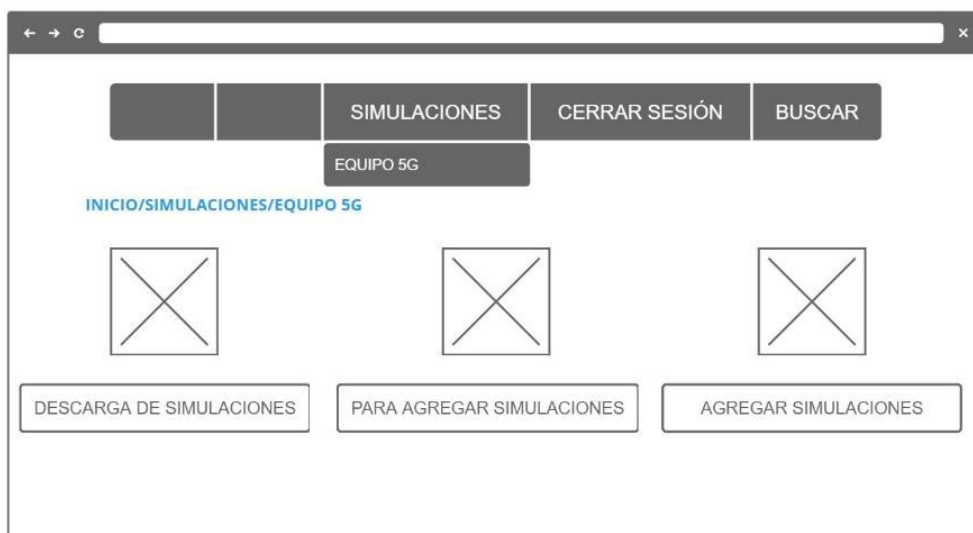 SIMULACIONES CERRAR SESIÓN BUSCAR
EQUIPO 5G
INICIO/SIMULACIONES/EQUIPO 5G
DESCARGA DE SIMULACIONES PARA AGREGAR SIMULACIONES AGREGAR SIMULACIONES